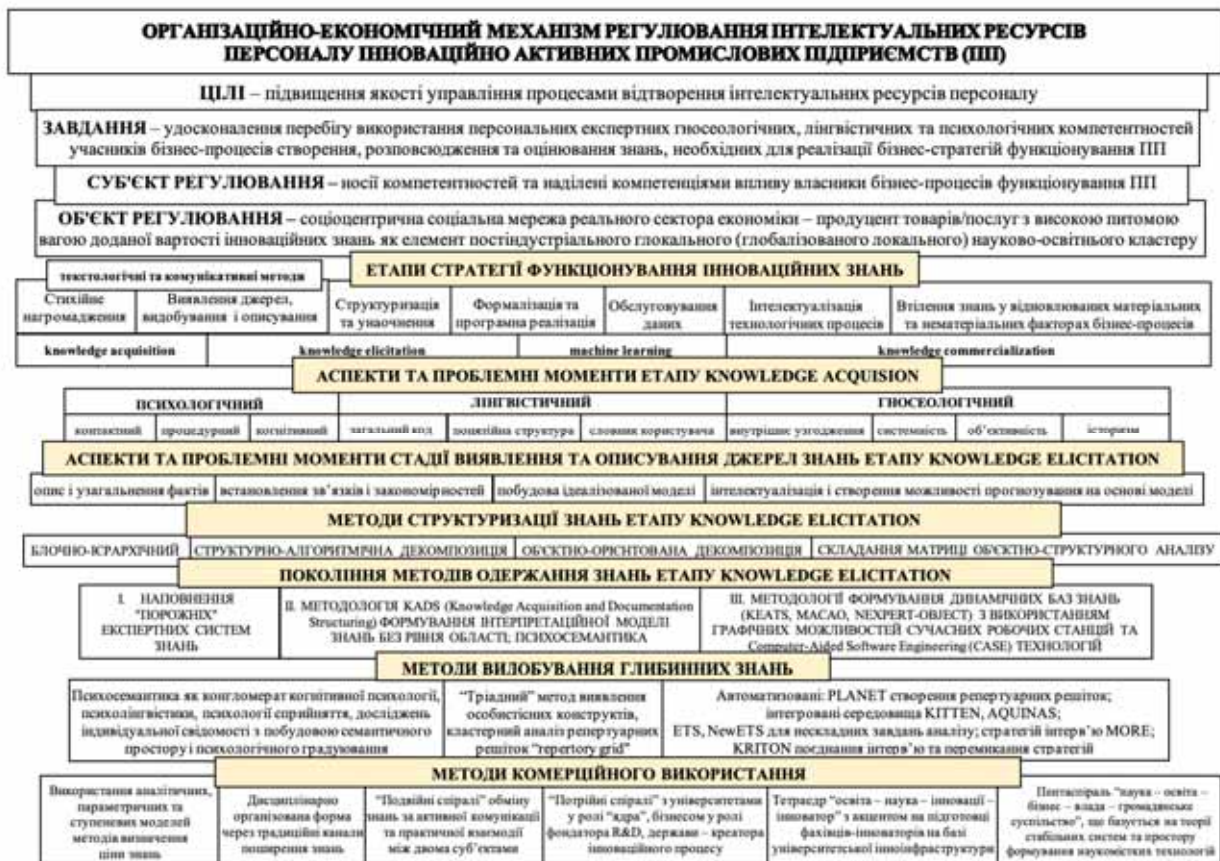 ОРГАНІЗАЦІЙНО-ЕКОНОМІЧНИЙ МЕХАНІЗМ РЕГУЛЮВАННЯ ІНТЕЛЕКТУАЛЬНИХ РЕСУРСІВ
ПЕРСОНАЛУ ІННОВАЦІЙНО АКТИВНИХ ПРОМИСЛОВИХ ПІДПРИЄМСТВ (ПП)
ЦІЛІ – підвищення якості управління процесами відтворення інтелектуальних ресурсів персоналу
ЗАВДАННЯ – удосконалення перебігу використання персональних експертних гносеологічних, лінгвістичних та психологічних компетентностей
учасників бізнес-процесів створення, розповсюдження та оцінювання знань, необхідних для реалізації бізнес-стратегій функціонування ПП
СУБ'ЄКТ РЕГУЛЮВАННЯ – носії компетентностей та наділені компетенціями впливу власники бізнес-процесів функціонування ПП
ОБ'ЄКТ РЕГУЛЮВАННЯ – соціоцентрична соціальна мережа реального сектора економіки – продуцент товарів/послуг з високою питомою
вагою доданої вартості інноваційних знань як елемент постіндустріального глокального (глобалізованого локального) науково-освітнього кластеру
ЕТАПИ СТРАТЕГІЇ ФУНКЦІОНУВАННЯ ІННОВАЦІЙНИХ ЗНАНЬ
текстологічні та комунікативні методи
Стихійне
нагромадження
Виявлення джерел,
видобування і описування
Структуризація
та унаочнення
Формалізація та
програмна реалізація
Обслуговування
даних
Інтелектуалізація
технологічних процесів
Втілення знань у відновлюваних матеріальних
та нематеріальних факторах бізнес-процесів
knowledge acquisition
knowledge elicitation
machine learning
knowledge commercialization
АСПЕКТИ ТА ПРОБЛЕМНІ МОМЕНТИ ЕТАПУ KNOWLEDGE ACQUISION
ПСИХОЛОГІЧНИЙ
ЛІНГВІСТИЧНИЙ
ГНОСЕОЛОГІЧНИЙ
контактний
процедурний
когнітивний
загальний код
понятійна структура
словник користувача
внутрішнє узгодження
системність
об'єктивність
історизм
АСПЕКТИ ТА ПРОБЛЕМНІ МОМЕНТИ СТАДІЇ ВИЯВЛЕННЯ ТА ОПИСУВАННЯ ДЖЕРЕЛ ЗНАНЬ ЕТАПУ KNOWLEDGE ELICITATION
опис і узагальнення фактів
встановлення зв'язків і закономірностей
побудова ідеалізованої моделі
інтелектуалізація і створення можливості прогнозування на основі моделі
МЕТОДИ СТРУКТУРИЗАЦІЇ ЗНАНЬ ЕТАПУ KNOWLEDGE ELICITATION
БЛОЧНО-ІЄРАРХІЧНИЙ
СТРУКТУРНО-АЛГОРИТМІЧНА ДЕКОМПОЗИЦІЯ
ОБ'ЄКТНО-ОРІЄНТОВАНА ДЕКОМПОЗИЦІЯ
СКЛАДАННЯ МАТРИЦІ ОБ'ЄКТНО-СТРУКТУРНОГО АНАЛІЗУ
ПОКОЛІННЯ МЕТОДІВ ОДЕРЖАННЯ ЗНАНЬ ЕТАПУ KNOWLEDGE ELICITATION
І. НАПОВНЕННЯ
"ПОРОЖНІХ"
ЕКСПЕРТНИХ СИСТЕМ
ЗНАНЬ
ІІ. МЕТОДОЛОГІЯ KADS (Knowledge Acquisition and Documentation
Structuring) ФОРМУВАННЯ ІНТЕРПРЕТАЦІЙНОЇ МОДЕЛІ
ЗНАНЬ БЕЗ РІВНЯ ОБЛАСТІ; ПСИХОСЕМАНТИКА
ІІІ. МЕТОДОЛОГІЇ ФОРМУВАННЯ ДИНАМІЧНИХ БАЗ ЗНАНЬ
(KEATS, MACAO, NEXPERT-OBJECT) З ВИКОРИСТАННЯМ
ГРАФІЧНИХ МОЖЛИВОСТЕЙ СУЧАСНИХ РОБОЧИХ СТАНЦІЙ ТА
Computer-Aided Software Engineering (CASE) ТЕХНОЛОГІЙ
МЕТОДИ ВИЛОБУВАННЯ ГЛИБИННИХ ЗНАНЬ
Психосемантика як конгломерат когнітивної психології,
психолінгвістики, психології сприйняття, досліджень
індивідуальної свідомості з побудовою семантичного
простору і психологічного градуювання
"Тріадний" метод виявлення
особистісних конструктів,
кластерний аналіз репертуарних
решіток "repertory grid"
Автоматизовані: PLANET створення репертуарних решіток;
інтегровані середовища KITTEN, AQUINAS;
ETS, NewETS для нескладних завдань аналізу; стратегій інтерв'ю MORE;
KRITON поєднання інтерв'ю та перемикання стратегій
МЕТОДИ КОМЕРЦІЙНОГО ВИКОРИСТАННЯ
Використання аналітичних,
параметричних та
ступеневих моделей
методів визначення
ціни знань
Дисциплінарно
організована форма
через традиційні канали
поширення знань
"Подвійні спіралі" обміну
знань за активної комунікації
та практичної взаємодії
між двома суб'єктами
"Потрійні спіралі" з університетами
у ролі "ядра", бізнесом у ролі
фондатора R&D, держави – креатора
інноваційного процесу
Тетраедр "освіта – наука – інновації –
інноватор" з акцентом на підготовці
фахівців-інноваторів на базі
університетської інноінфраструктури
Пентаспіраль "наука – освіта –
бізнес – влада – громадянське
суспільство", що базується на теорії
стабільних систем та простору
формування наукомістких технологій